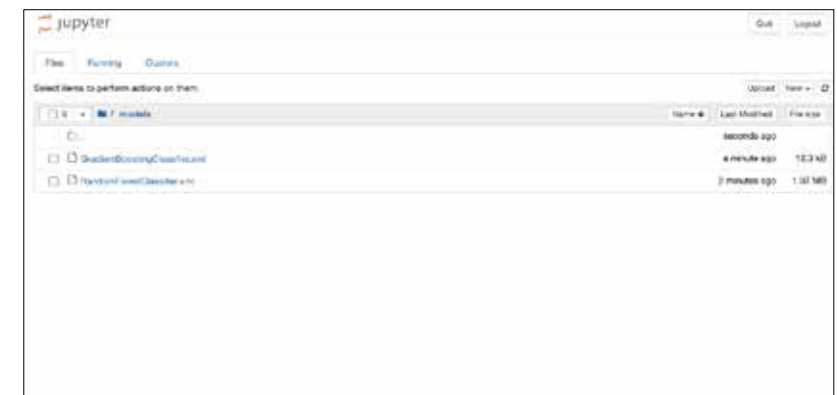 jupyter
Quit Logout
Files Running Clusters
Select items to perform actions on them.
Upload New
0 / models
Name Last Modified File size
..
seconds ago
GradientBoostingClassifier.xml a minute ago
RandomForestClassifier.xml 2 minutes ago